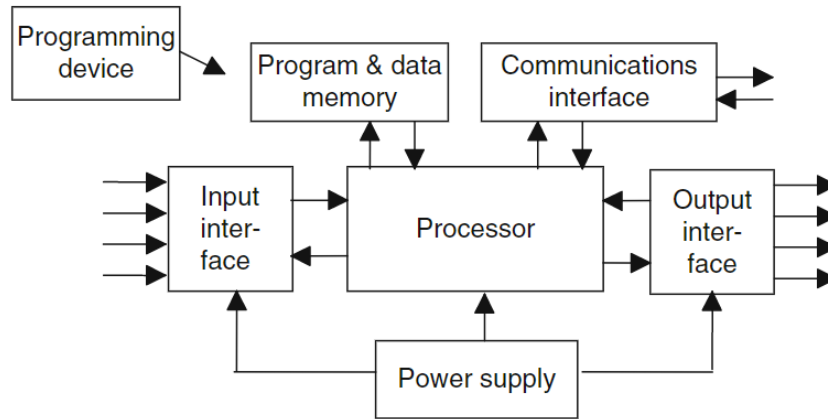 Programming
device
Program & data
memory
Communications
interface
Input
inter-
face
Processor
Output
inter-
face
Power supply